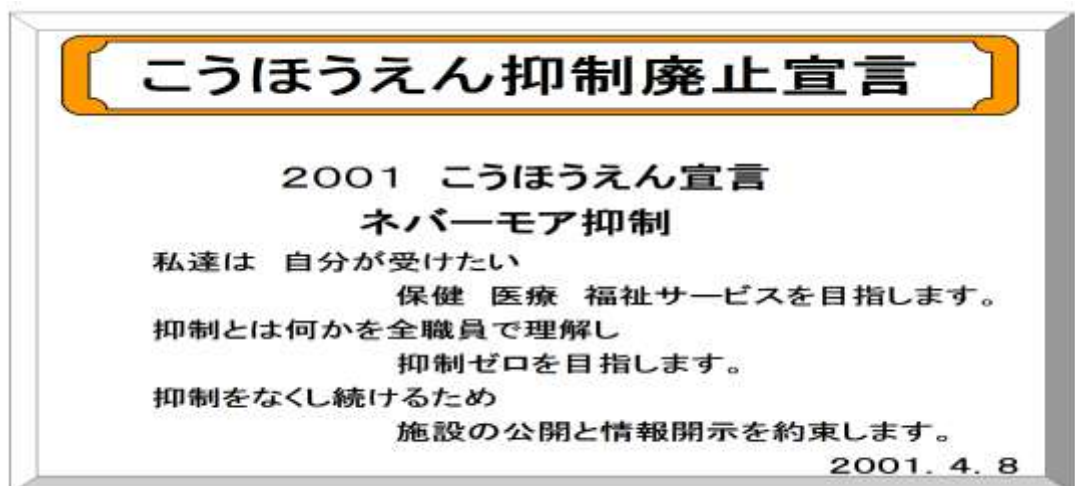 こうほうえん抑制廃止宣言
2001　こうほうえん宣言
ネバーモア抑制
私達は　自分が受けたい
保健　医療　福祉サービスを目指します。
抑制とは何かを全職員で理解し
抑制ゼロを目指します。
抑制をなくし続けるため
施設の公開と情報開示を約束します。
2001. 4. 8